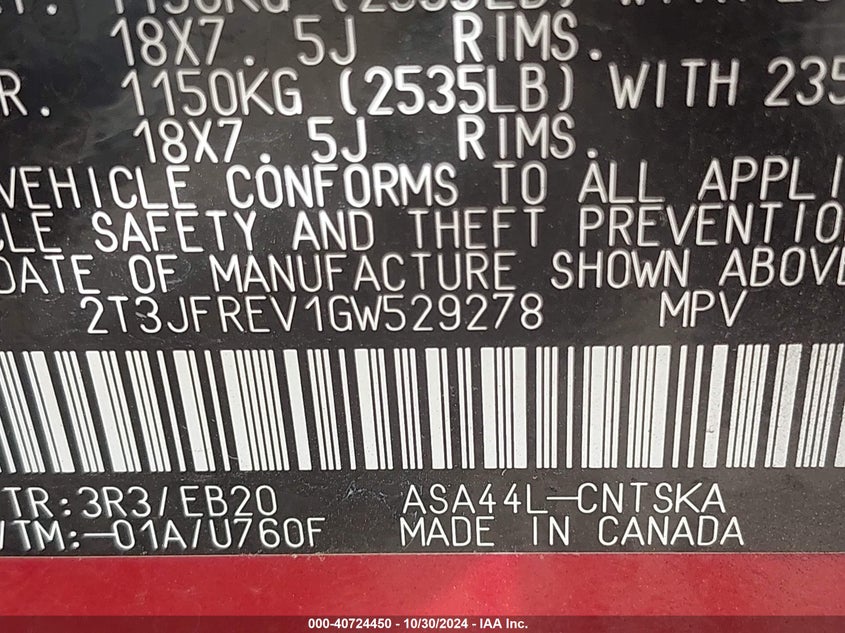 18X7.5J RIMS.
R. 1150KG (2535LB) WITH 235
18X7.5J RIMS.
VEHICLE CONFORMS TO ALL APPLI
CLE SAFETY AND THEFT PREVENTIO
DATE OF MANUFACTURE SHOWN ABOVE
2T3JFREV1GW529278 MPV
TR:3R3/EB20 ASA44L-CNTSKA
/TM:-01A/U760F MADE IN CANADA
000-40724450 - 10/30/2024 - IAA Inc.